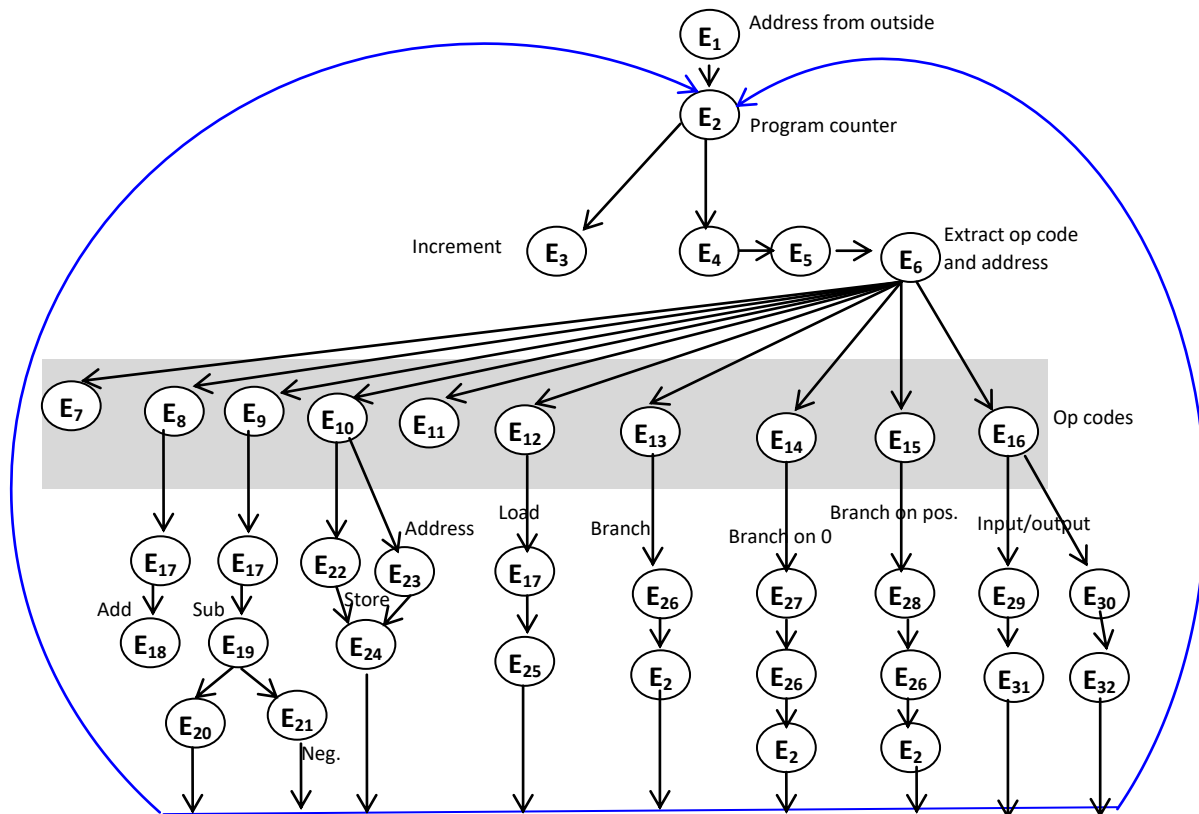 E1 Address from outside
E2 Program counter
Increment E3 E4 E5 E6 Extract op code
and address
E7 E8 E9 E10 E11 E12 E13 E14 E15 E16 Op codes
Load Branch on pos.
Address Branch Branch on 0 Input/output
E17 E17 E22 E23 E17
Add Sub Store E26 E27 E28 E29 E30
E18 E19 E24 E25 E2 E26 E26 E31 E32
E20 E21
Neg. E2 E2